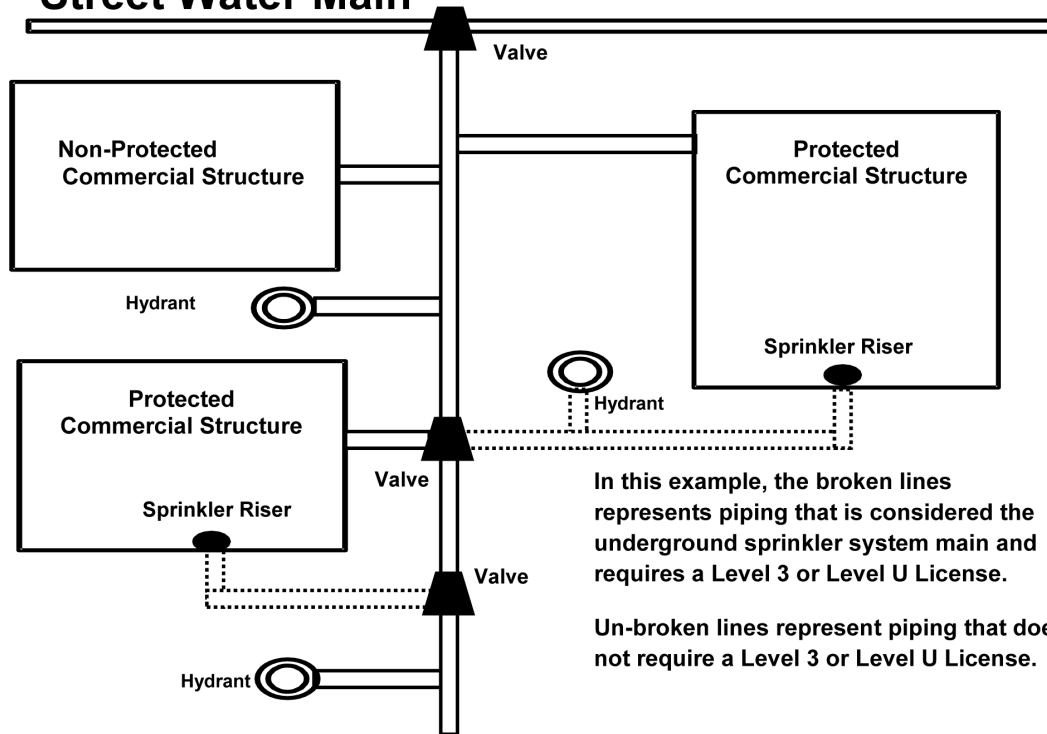 Street Water Main
Valve
Non-Protected
Commercial Structure
Protected
Commercial Structure
Hydrant
Sprinkler Riser
Protected
Commercial Structure
Hydrant
Valve
Sprinkler Riser
In this example, the broken lines
represents piping that is considered the
underground sprinkler system main and
requires a Level 3 or Level U License.
Valve
Un-broken lines represent piping that doe
not require a Level 3 or Level U License.
Hydrant